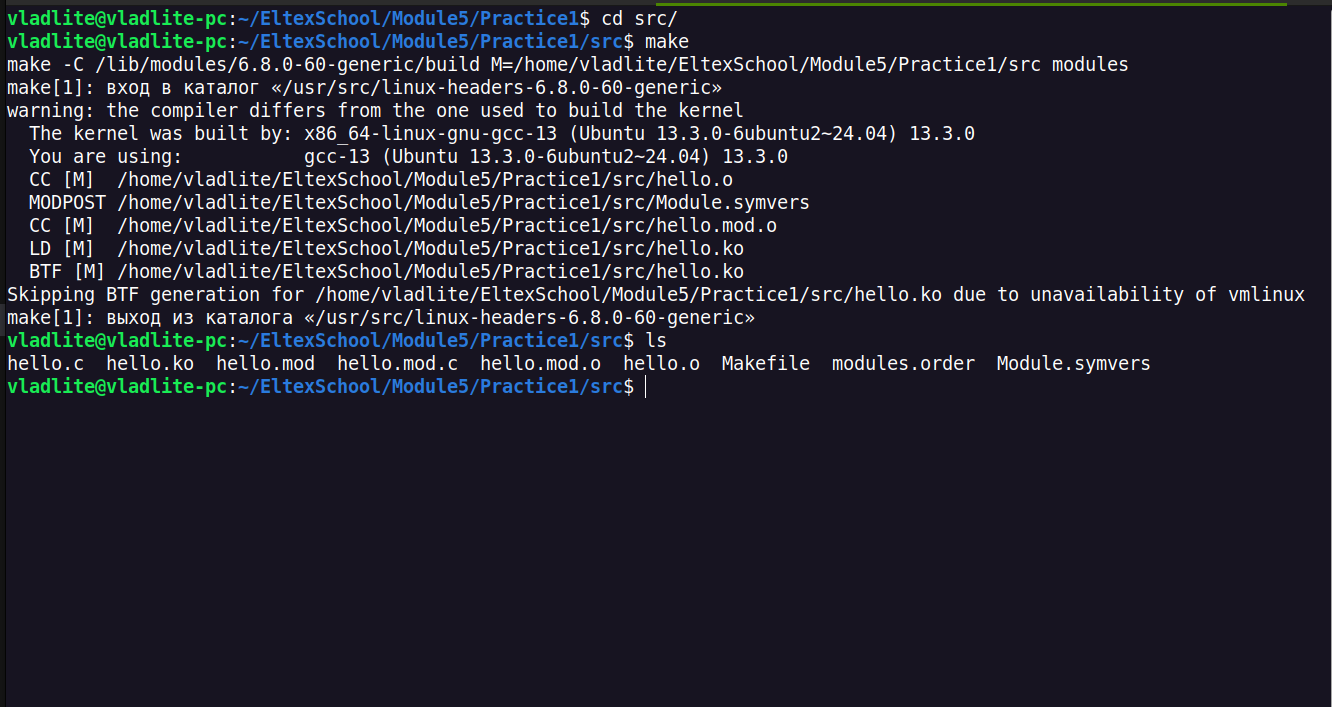 vladlite@vladlite-pc:~/EltexSchool/Module5/Practice1$ cd src/
vladlite@vladlite-pc:~/EltexSchool/Module5/Practice1/src$ make
make -C /lib/modules/6.8.0-60-generic/build M=/home/vladlite/EltexSchool/Module5/Practice1/src modules
make[1]: вход в каталог «/usr/src/linux-headers-6.8.0-60-generic»
warning: the compiler differs from the one used to build the kernel
  The kernel was built by: x86_64-linux-gnu-gcc-13 (Ubuntu 13.3.0-6ubuntu2~24.04) 13.3.0
  You are using:           gcc-13 (Ubuntu 13.3.0-6ubuntu2~24.04) 13.3.0
  CC [M]  /home/vladlite/EltexSchool/Module5/Practice1/src/hello.o
  MODPOST /home/vladlite/EltexSchool/Module5/Practice1/src/Module.symvers
  CC [M]  /home/vladlite/EltexSchool/Module5/Practice1/src/hello.mod.o
  LD [M]  /home/vladlite/EltexSchool/Module5/Practice1/src/hello.ko
  BTF [M] /home/vladlite/EltexSchool/Module5/Practice1/src/hello.ko
Skipping BTF generation for /home/vladlite/EltexSchool/Module5/Practice1/src/hello.ko due to unavailability of vmlinux
make[1]: выход из каталога «/usr/src/linux-headers-6.8.0-60-generic»
vladlite@vladlite-pc:~/EltexSchool/Module5/Practice1/src$ ls
hello.c  hello.ko  hello.mod  hello.mod.c  hello.mod.o  hello.o  Makefile  modules.order  Module.symvers
vladlite@vladlite-pc:~/EltexSchool/Module5/Practice1/src$